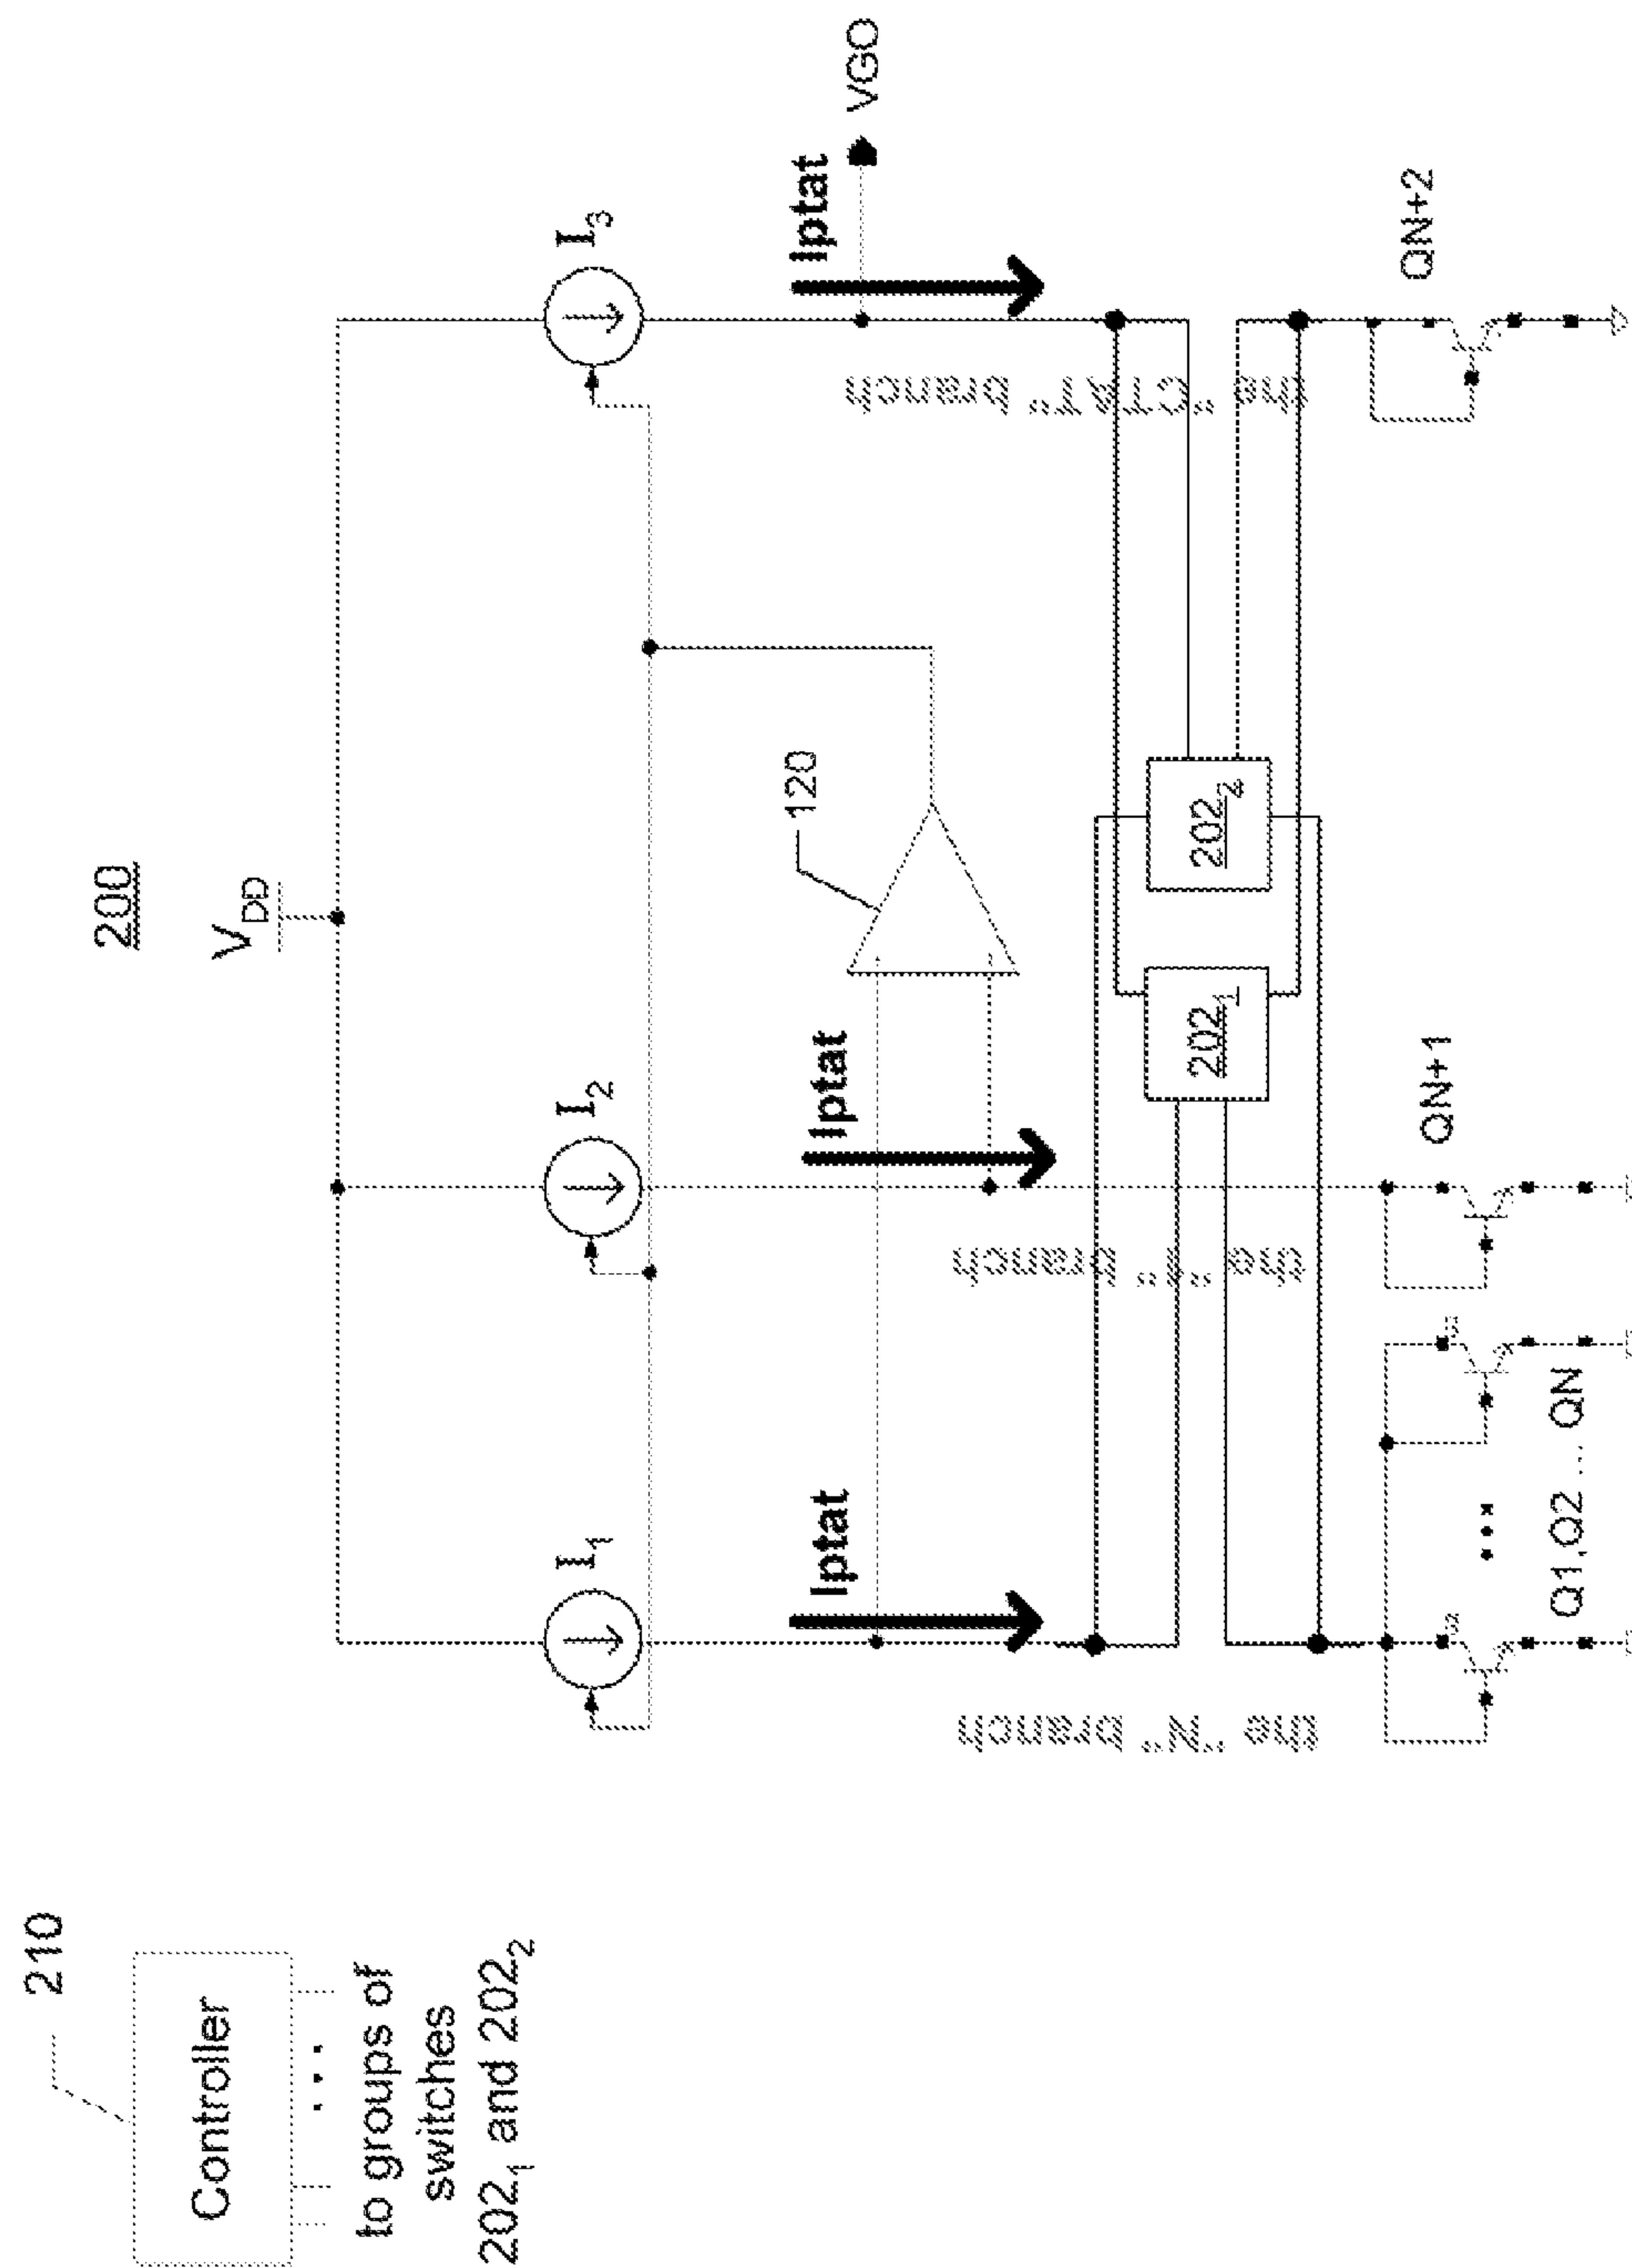 200
V_DD
I₁
I₂
I₃
Iptat
Iptat
Iptat
VGO
120
the "N" branch
the "1" branch
the "CTAT" branch
202₁
202₂
Q1,Q2 ... QN
QN+1
QN+2
210
Controller
...
to groups of
switches
202₁ and 202₂